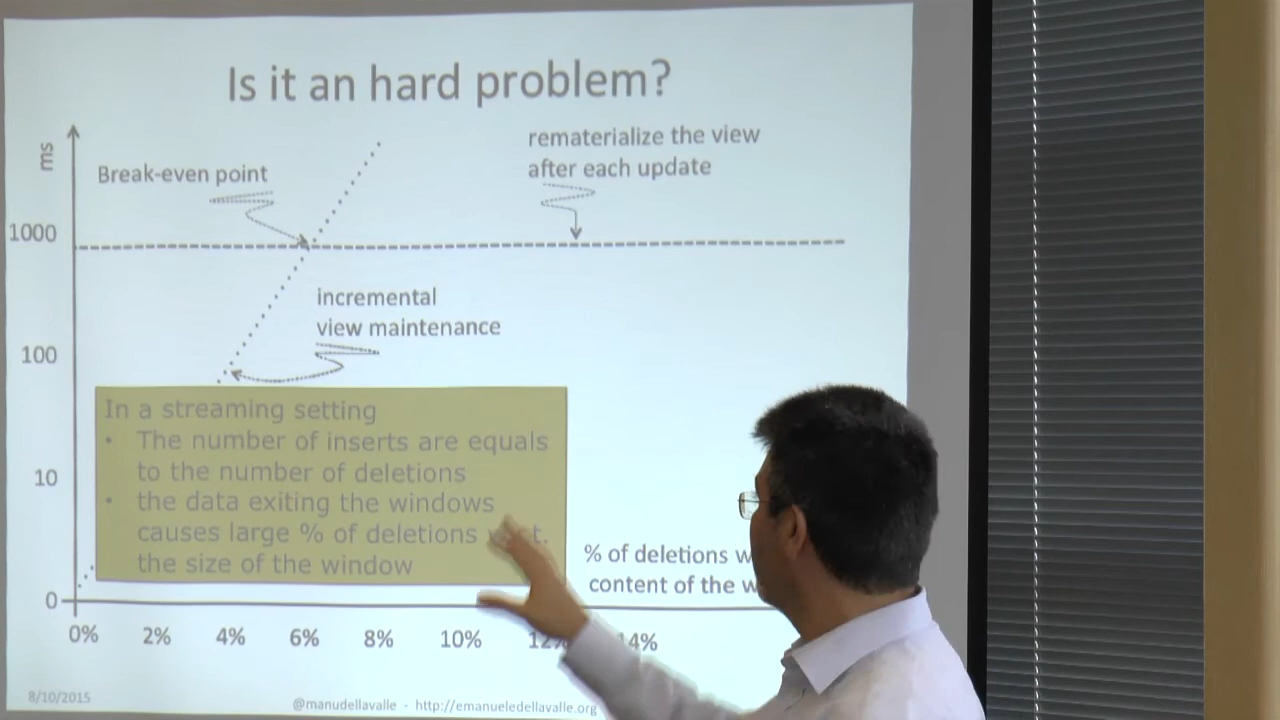 Is it an hard problem?
ms
Break-even point
rematerialize the view
after each update
1000
incremental
view maintenance
100
In a streaming setting
• The number of inserts are equals
to the number of deletions
10
• the data exiting the windows
causes large % of deletions
the size of the window
% of deletions
content of the
0
0% 2% 4% 6% 8% 10% 12% 14%
8/10/2015
@manudellavalle - http://emanueledellavalle.org